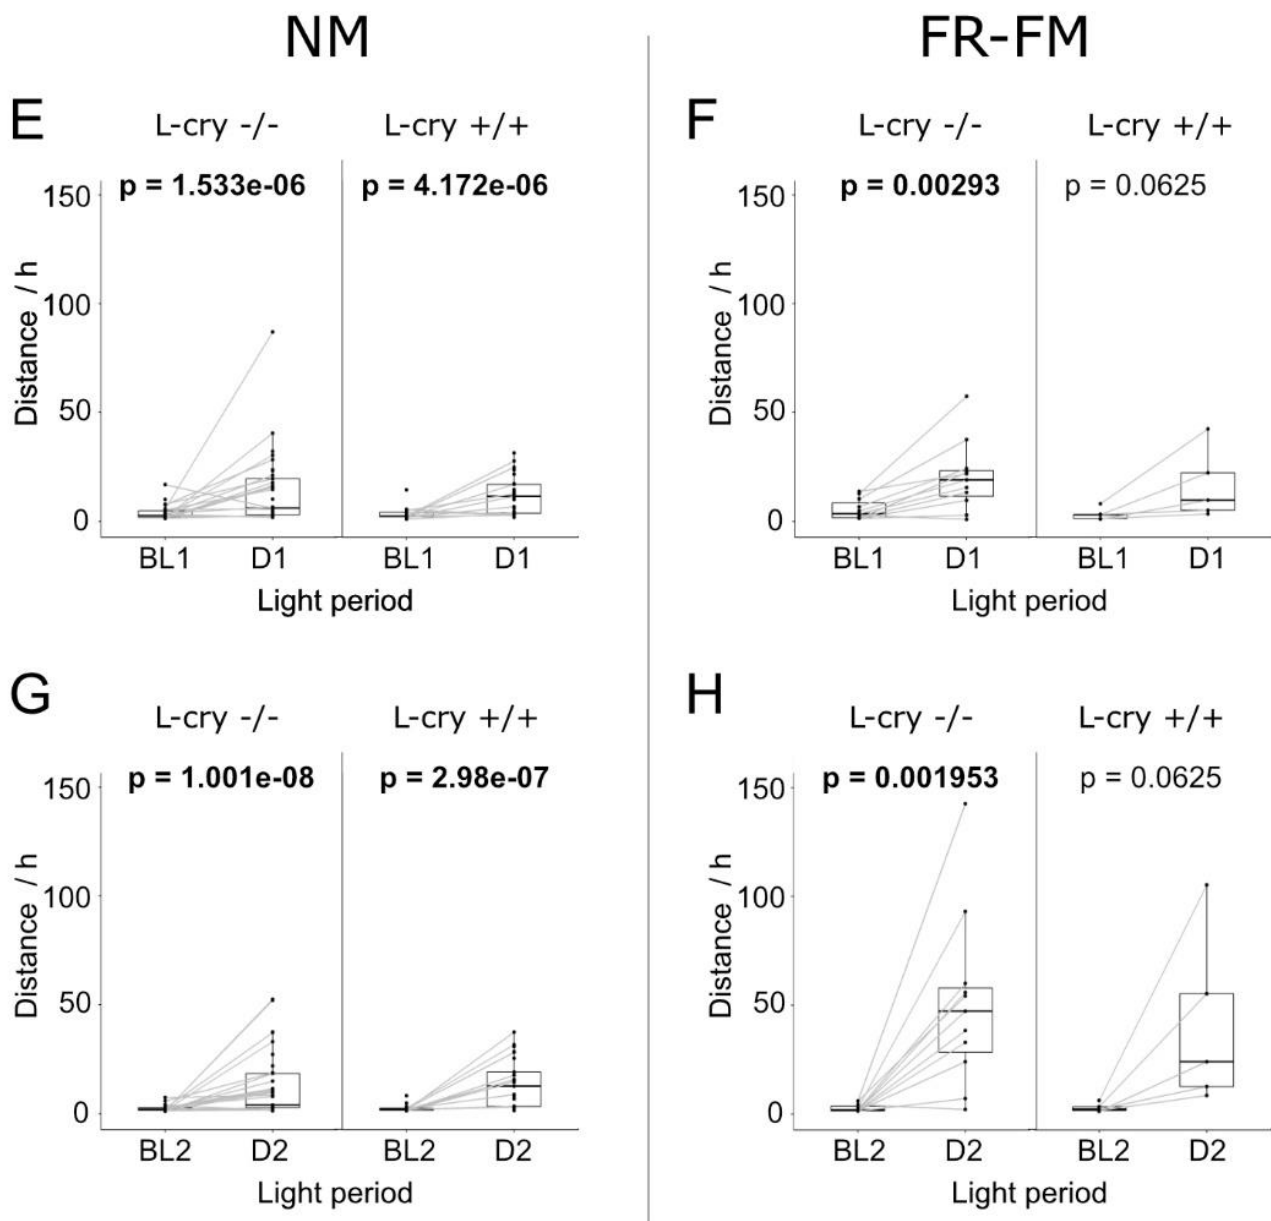 NM
FR-FM
E
L-cry -/-
L-cry +/+
p = 1.533e-06
p = 4.172e-06
150
100
50
0
Distance / h
BL1
D1
BL1
D1
Light period
F
L-cry -/-
L-cry +/+
p = 0.00293
p = 0.0625
150
100
50
0
Distance / h
BL1
D1
BL1
D1
Light period
G
L-cry -/-
L-cry +/+
p = 1.001e-08
p = 2.98e-07
150
100
50
0
Distance / h
BL2
D2
BL2
D2
Light period
H
L-cry -/-
L-cry +/+
p = 0.001953
p = 0.0625
150
100
50
0
Distance / h
BL2
D2
BL2
D2
Light period